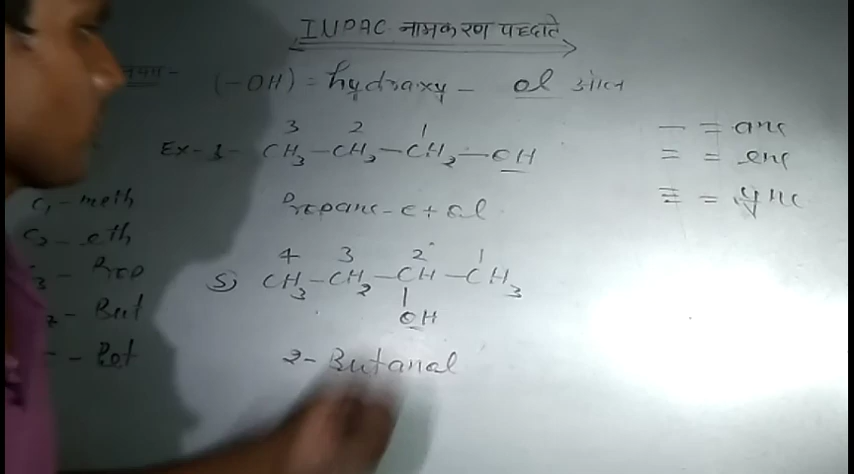 IUPAC नामकरण पद्धति
(-OH) = hydroxy - ol ओल
3 2 1
Ex-1- CH3-CH2-CH2-OH
- = ane
= = ene
≡ = yne
C1-meth
C2-eth
3-Prop
- But
- Pet
Propane-e+ol
4 3 2 1
5) CH3-CH2-CH-CH3
|
OH
2-Butanol